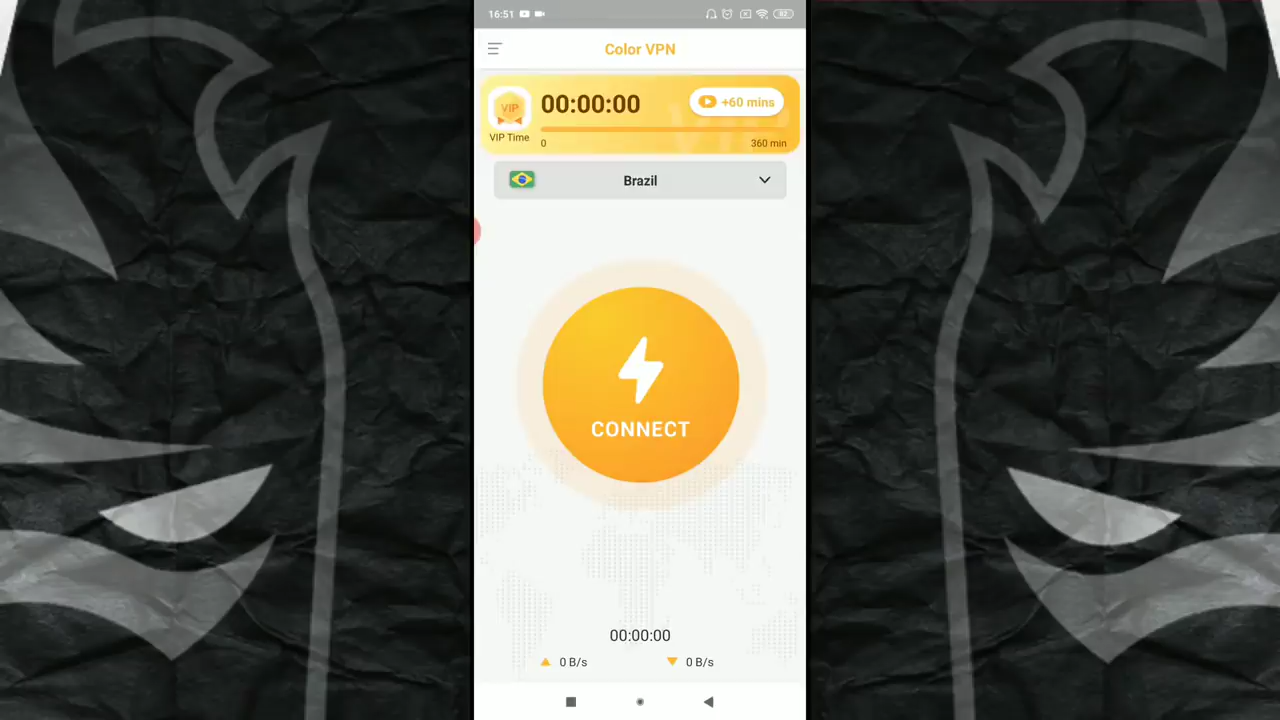 16:51
82
Color VPN
VIP
00:00:00
+60 mins
VIP Time
0
360 min
Brazil
CONNECT
00:00:00
0 B/s
0 B/s